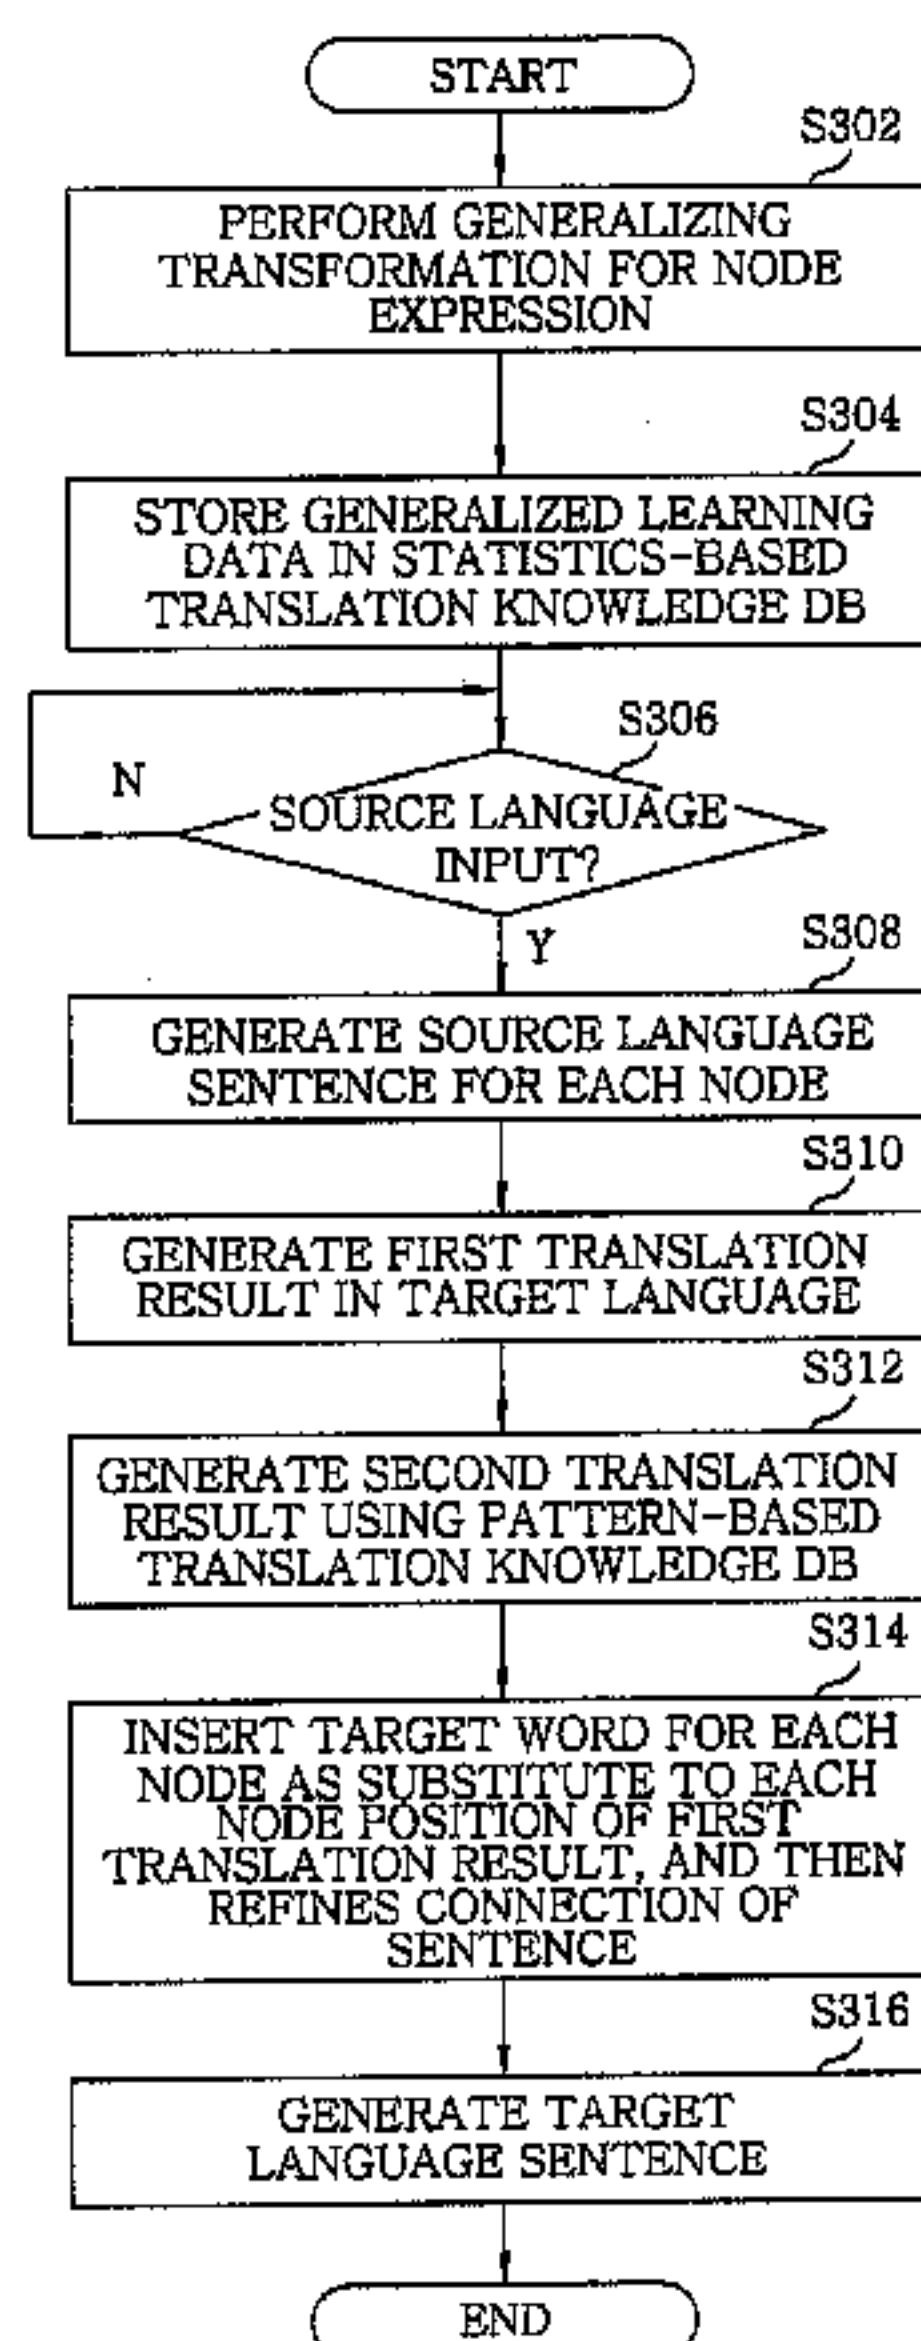 START
S302
PERFORM GENERALIZING
TRANSFORMATION FOR NODE
EXPRESSION
S304
STORE GENERALIZED LEARNING
DATA IN STATISTICS-BASED
TRANSLATION KNOWLEDGE DB
S306
N
SOURCE LANGUAGE
INPUT?
Y
S308
GENERATE SOURCE LANGUAGE
SENTENCE FOR EACH NODE
S310
GENERATE FIRST TRANSLATION
RESULT IN TARGET LANGUAGE
S312
GENERATE SECOND TRANSLATION
RESULT USING PATTERN-BASED
TRANSLATION KNOWLEDGE DB
S314
INSERT TARGET WORD FOR EACH
NODE AS SUBSTITUTE TO EACH
NODE POSITION OF FIRST
TRANSLATION RESULT, AND THEN
REFINES CONNECTION OF
SENTENCE
S316
GENERATE TARGET
LANGUAGE SENTENCE
END